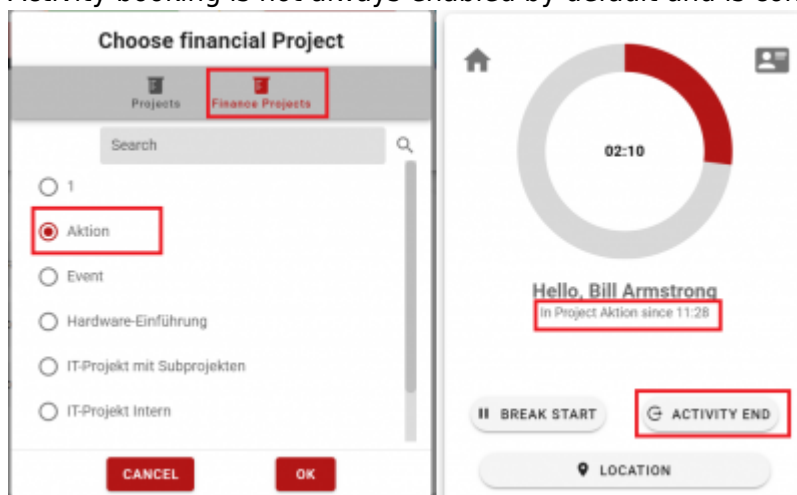 Activity booking is not always enabled by default and is con
Choose financial Project
Projects
Finance Projects
Search
1
Aktion
Event
Hardware-Einführung
IT-Projekt mit Subprojekten
IT-Projekt Intern
CANCEL
OK
02:10
Hello, Bill Armstrong
In Project Aktion since 11:28
BREAK START
ACTIVITY END
LOCATION